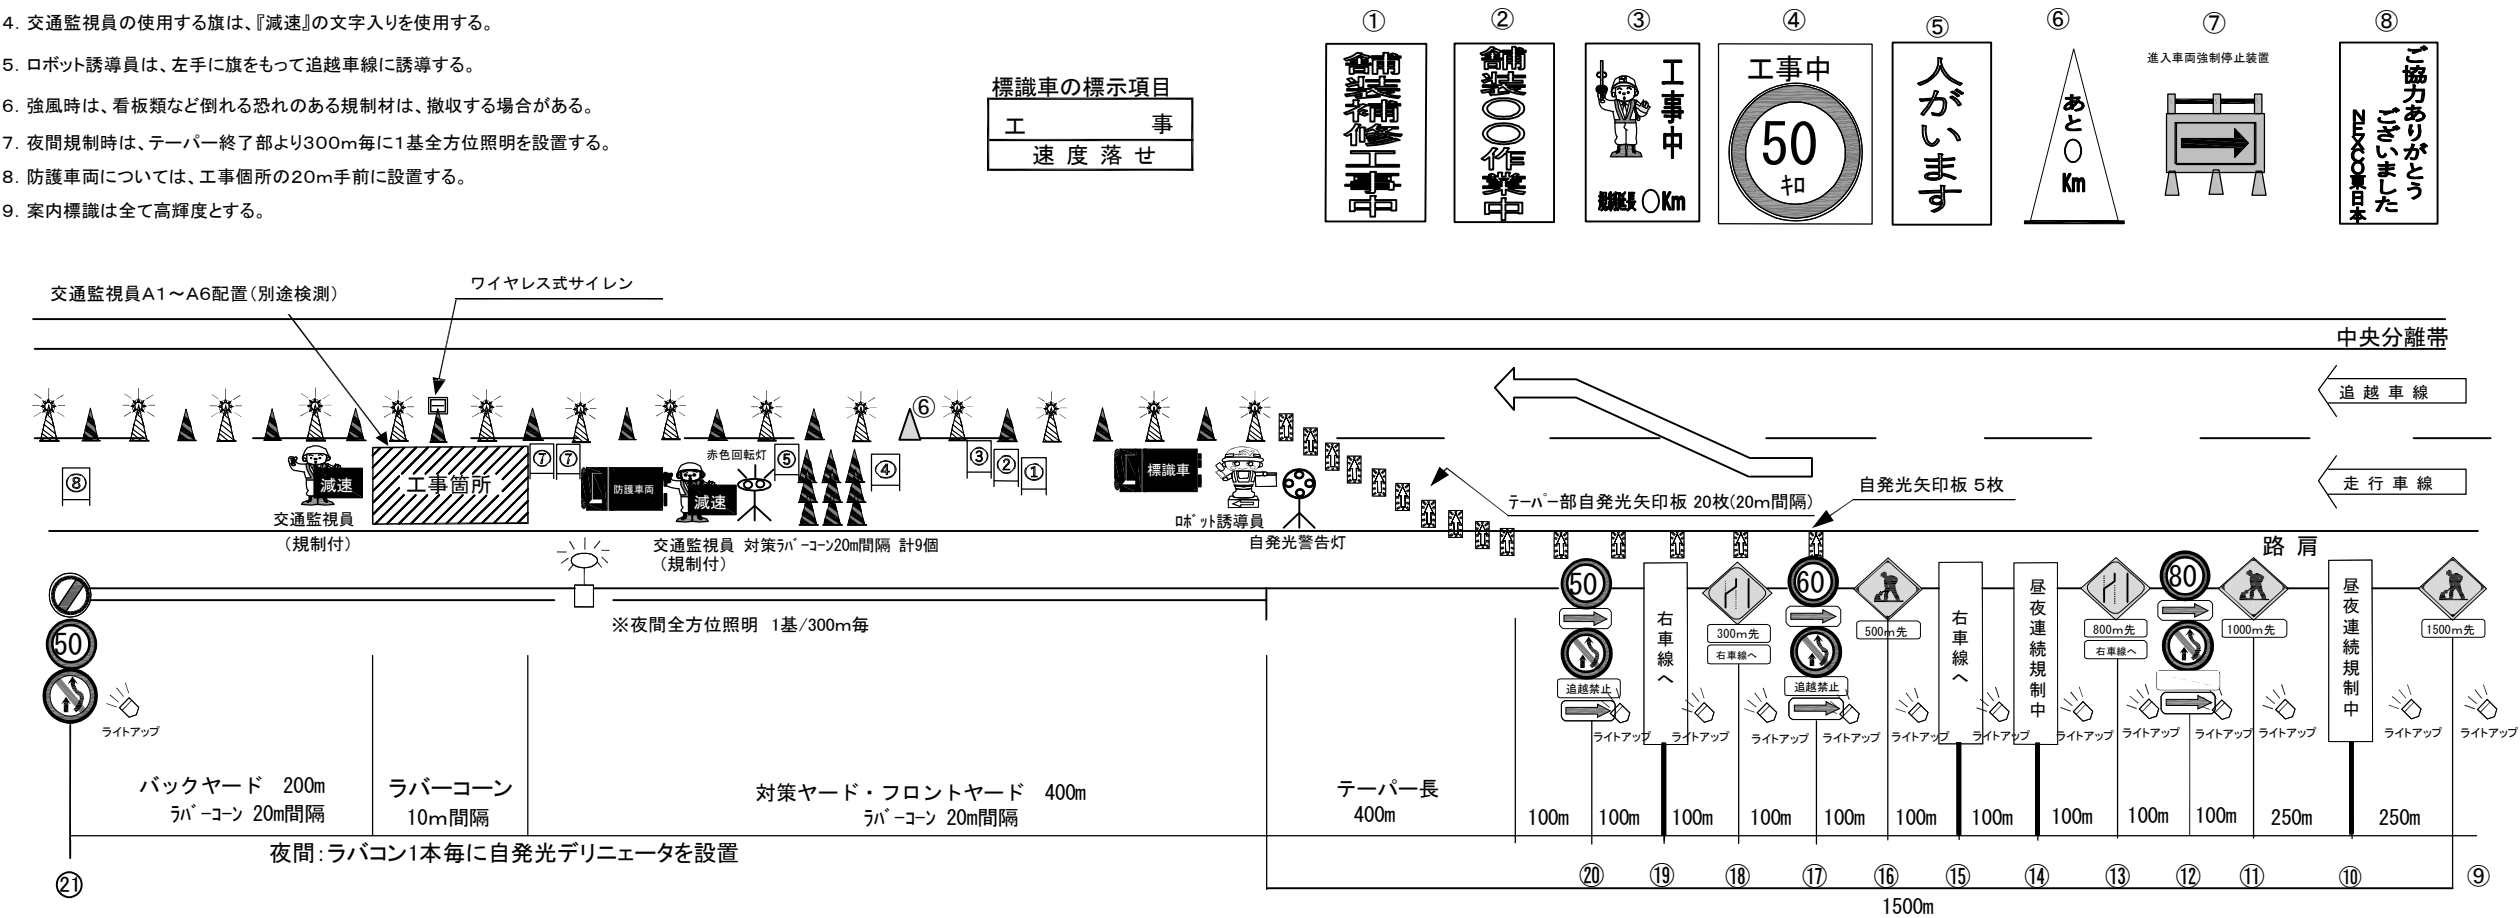 4. 交通監視員の使用する旗は、『減速』の文字入りを使用する。
5. ロボット誘導員は、左手に旗をもって追越車線に誘導する。
6. 強風時は、看板類など倒れる恐れのある規制材は、撤収する場合がある。
7. 夜間規制時は、テーパー終了部より300m毎に1基全方位照明を設置する。
8. 防護車両については、工事個所の20m手前に設置する。
9. 案内標識は全て高輝度とする。
標識車の標示項目
工 事
速 度 落 せ
①
舗装補修工事中
②
舗装〇〇作業中
③
工事中
規制延長 〇Km
④
工事中
50
キロ
⑤
人がいます
⑥
あと〇Km
⑦
進入車両強制停止装置
⑧
ご協力ありがとう
ございました
NEXCO東日本
交通監視員A1～A6配置(別途検測)
ワイヤレス式サイレン
中央分離帯
追 越 車 線
走 行 車 線
⑥
⑧
減速
工事箇所
⑦
⑦
防護車両
減速
赤色回転灯
⑤
④
③
②
①
標識車
交通監視員
(規制付)
交通監視員
(規制付)
対策ラバーコーン20m間隔 計9個
ロボット誘導員
自発光警告灯
テーパー部自発光矢印板 20枚(20m間隔)
自発光矢印板 5枚
路 肩
※夜間全方位照明 1基/300m毎
50
ライトアップ
50
追越禁止
ライトアップ
右車線へ
ライトアップ
300m先
右車線へ
ライトアップ
60
追越禁止
ライトアップ
500m先
ライトアップ
右車線へ
ライトアップ
昼夜連続規制中
ライトアップ
800m先
右車線へ
ライトアップ
80
ライトアップ
1000m先
ライトアップ
昼夜連続規制中
ライトアップ
1500m先
ライトアップ
バックヤード 200m
ラバーコーン 20m間隔
ラバーコーン
10m間隔
対策ヤード・フロントヤード 400m
ラバーコーン 20m間隔
テーパー長
400m
100m 100m 100m 100m 100m 100m 100m 100m 100m 100m 250m 250m
夜間:ラバコン1本毎に自発光デリニェータを設置
㉑ ⑳ ⑲ ⑱ ⑰ ⑯ ⑮ ⑭ ⑬ ⑫ ⑪ ⑩ ⑨
1500m